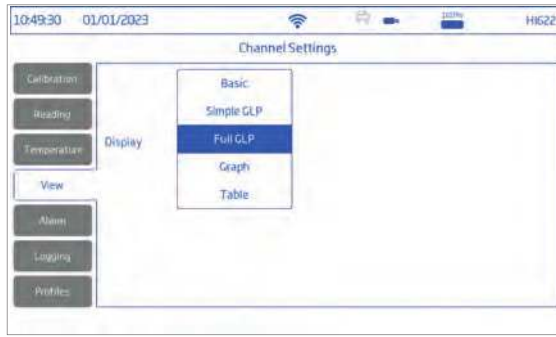 10:49:30 01/01/2023 100% HI622
Channel Settings
Calibration
Basic
Reading
Simple GLP
Temperature
Display
Full GLP
Graph
View
Table
Alarm
Logging
Profiles